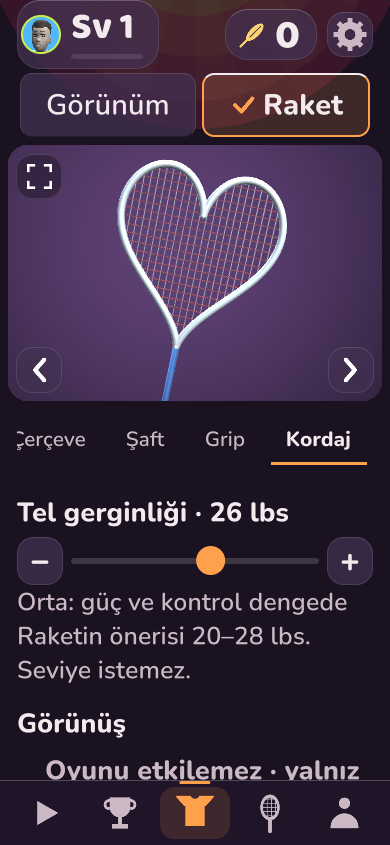 Sv 1
0
Görünüm
Raket
Çerçeve
Şaft
Grip
Kordaj
Tel gerginliği · 26 lbs
Orta: güç ve kontrol dengede
Raketin önerisi 20–28 lbs.
Seviye istemez.
Görünüş
Oyunu etkilemez · yalnız